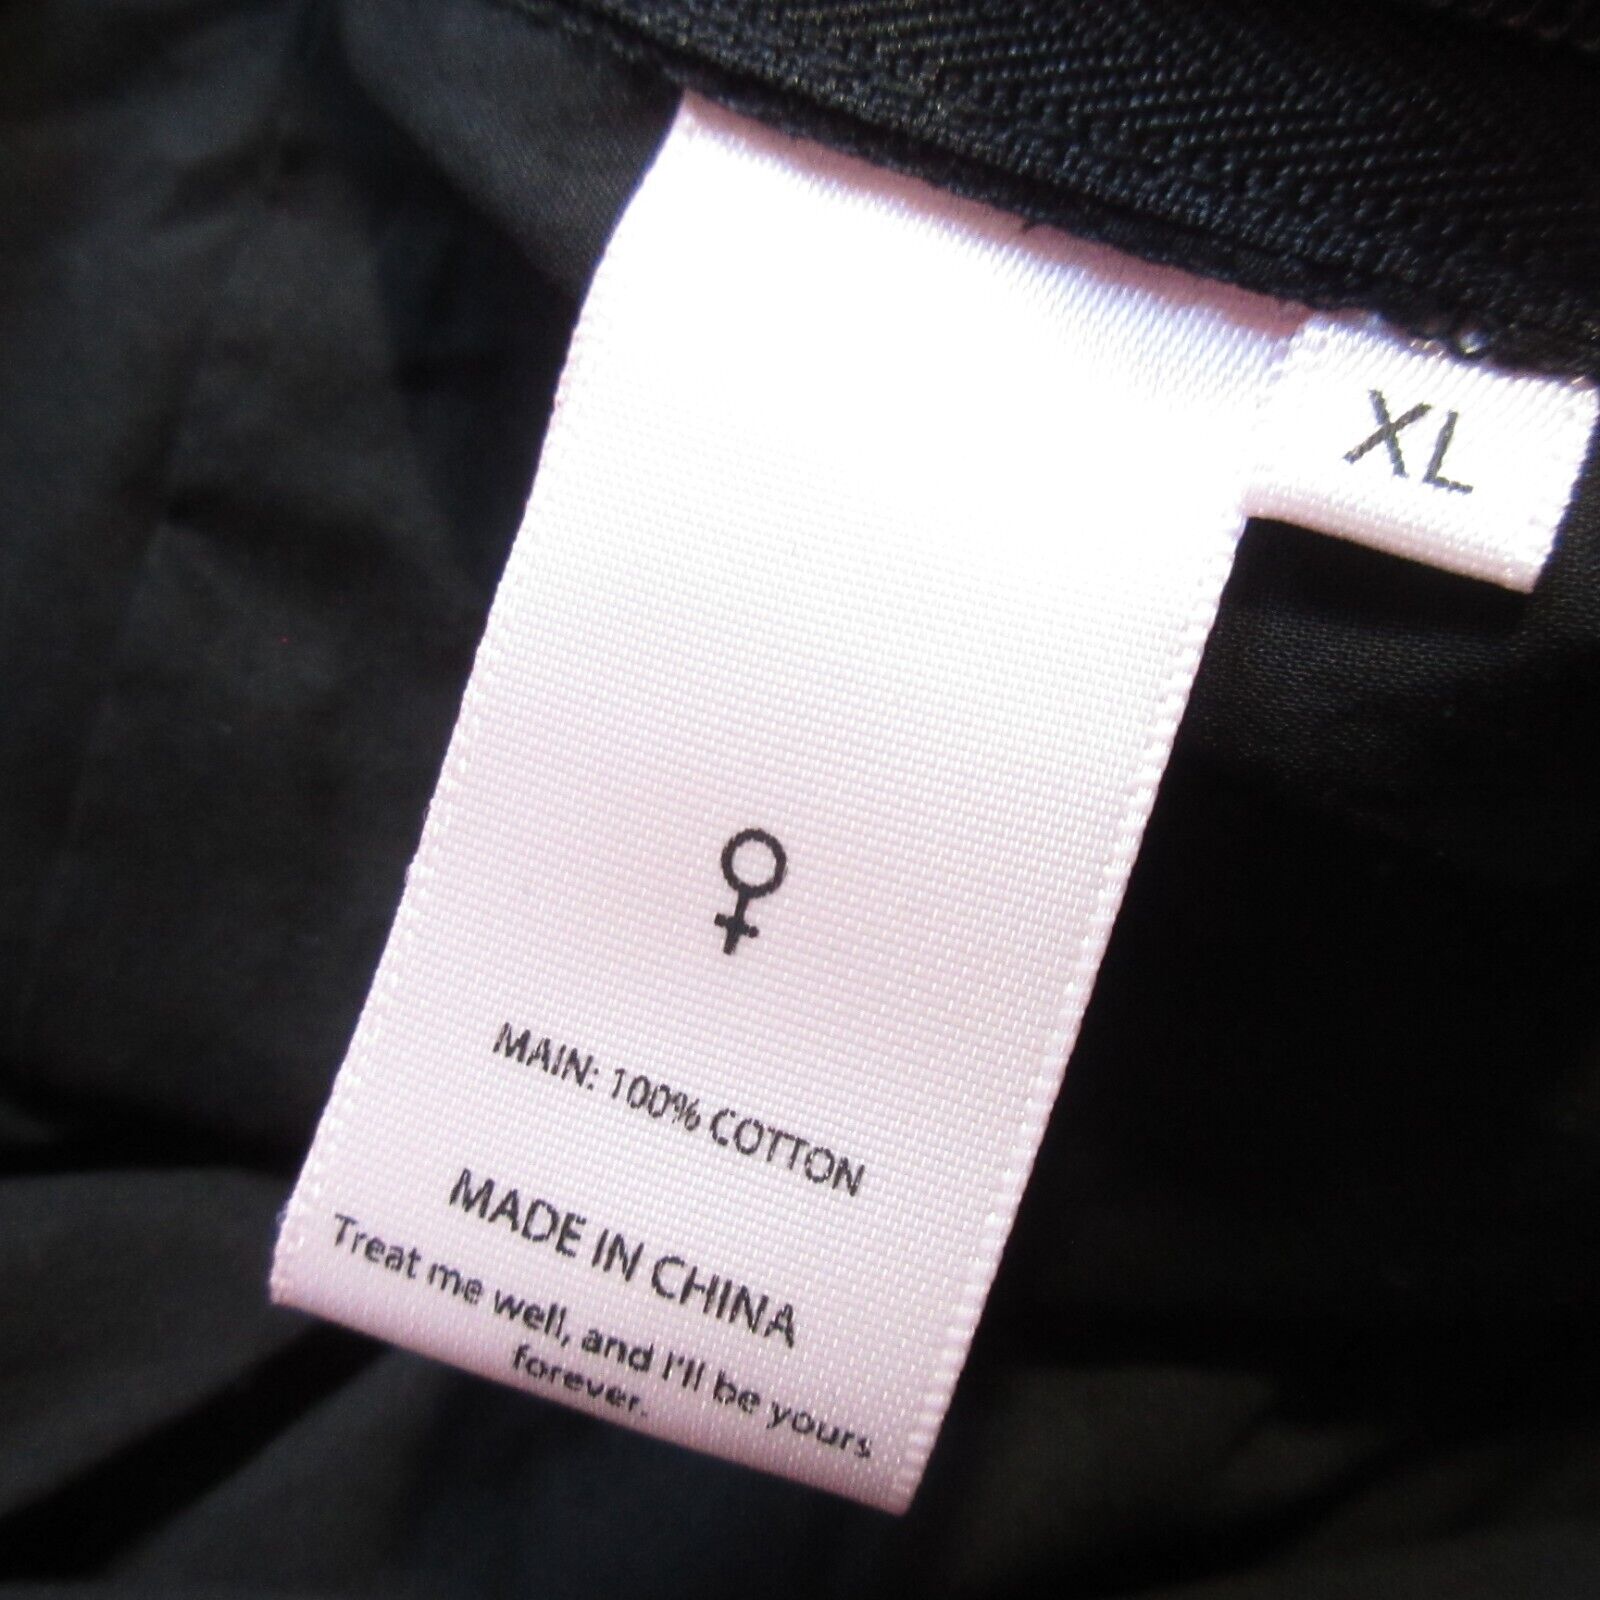 XL
MAIN: 100% COTTON
MADE IN CHINA
Treat me well, and I'll be yours
forever.